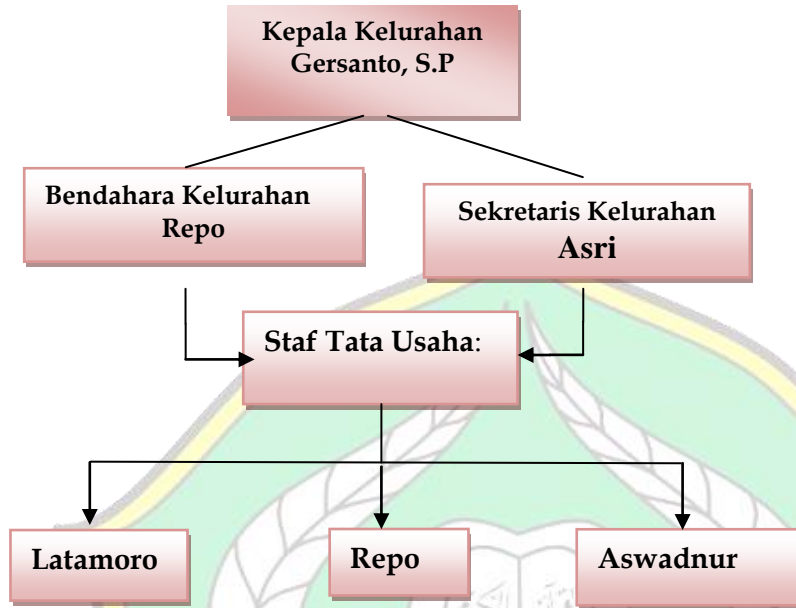 Kepala Kelurahan
Gersanto, S.P
Bendahara Kelurahan
Repo
Sekretaris Kelurahan
Asri
Staf Tata Usaha:
Latamoro
Repo
Aswadnur